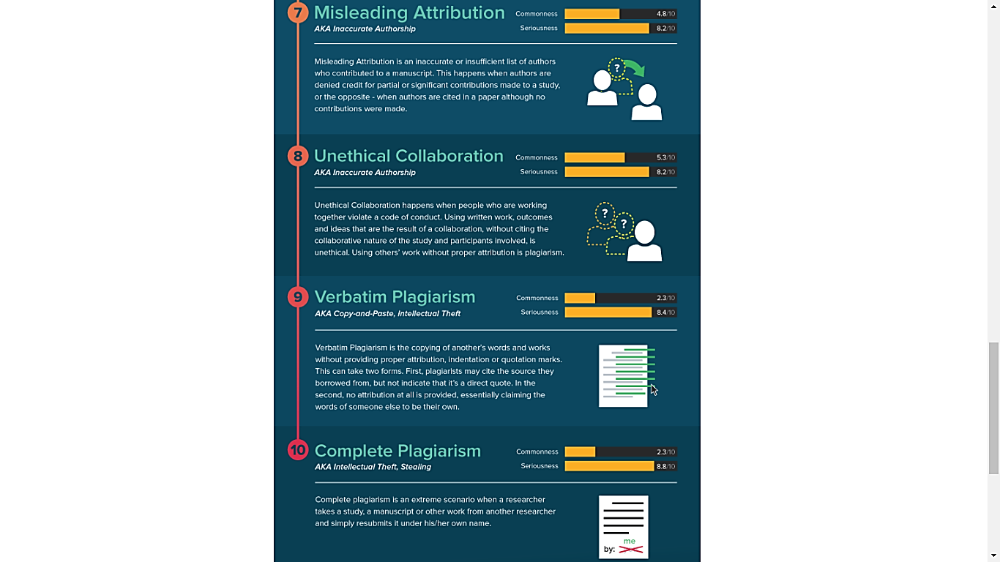 7
Misleading Attribution
Commonness
4.8/10
AKA Inaccurate Authorship
Seriousness
8.2/10
Misleading Attribution is an inaccurate or insufficient list of authors
who contributed to a manuscript. This happens when authors are
denied credit for partial or significant contributions made to a study,
or the opposite - when authors are cited in a paper although no
contributions were made.
?
8
Unethical Collaboration
Commonness
5.3/10
AKA Inaccurate Authorship
Seriousness
8.2/10
Unethical Collaboration happens when people who are working
together violate a code of conduct. Using written work, outcomes
and ideas that are the result of a collaboration, without citing the
collaborative nature of the study and participants involved, is
unethical. Using others' work without proper attribution is plagiarism.
?
?
9
Verbatim Plagiarism
Commonness
2.3/10
AKA Copy-and-Paste, Intellectual Theft
Seriousness
8.4/10
Verbatim Plagiarism is the copying of another's words and works
without providing proper attribution, indentation or quotation marks.
This can take two forms. First, plagiarists may cite the source they
borrowed from, but not indicate that it's a direct quote. In the
second, no attribution at all is provided, essentially claiming the
words of someone else to be their own.
10
Complete Plagiarism
Commonness
2.3/10
AKA Intellectual Theft, Stealing
Seriousness
8.8/10
Complete plagiarism is an extreme scenario when a researcher
takes a study, a manuscript or other work from another researcher
and simply resubmits it under his/her own name.
me
by: